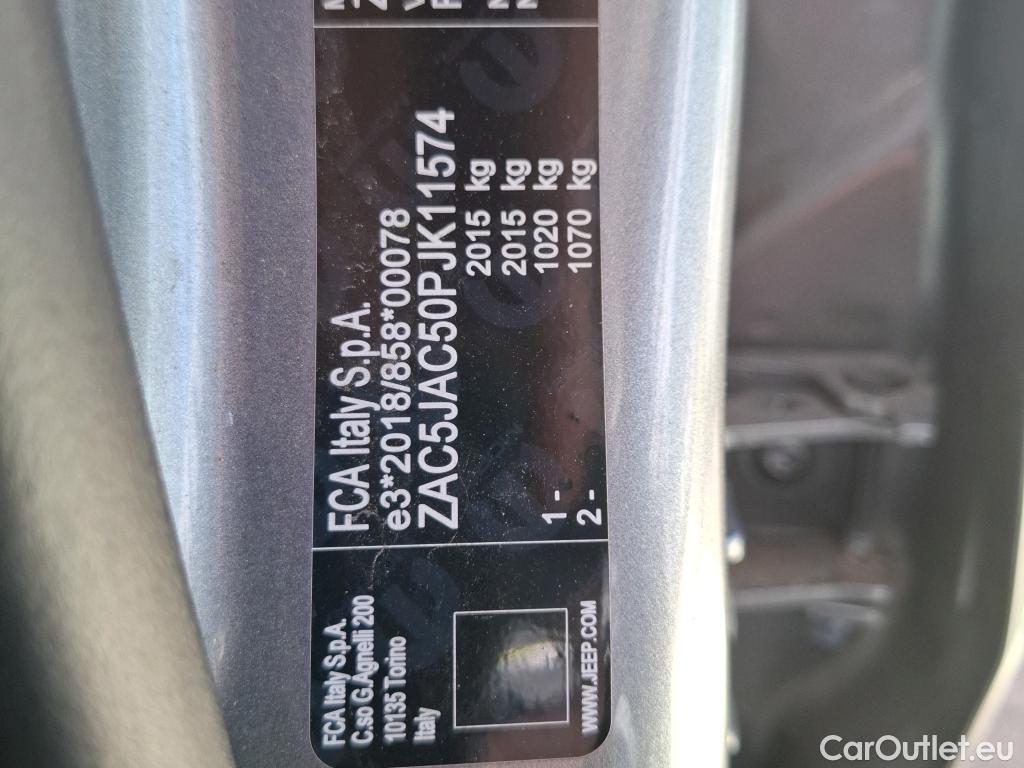 FCA Italy S.p.A.
C.so G.Agnelli 200
10135 Torino
Italy
WWW.JEEP.COM
FCA Italy S.p.A.
e3*2018/858*00078
ZAC5JAC50PJK11574
2015 kg
2015 kg
1 - 1020 kg
2 - 1070 kg
CarOutlet.eu